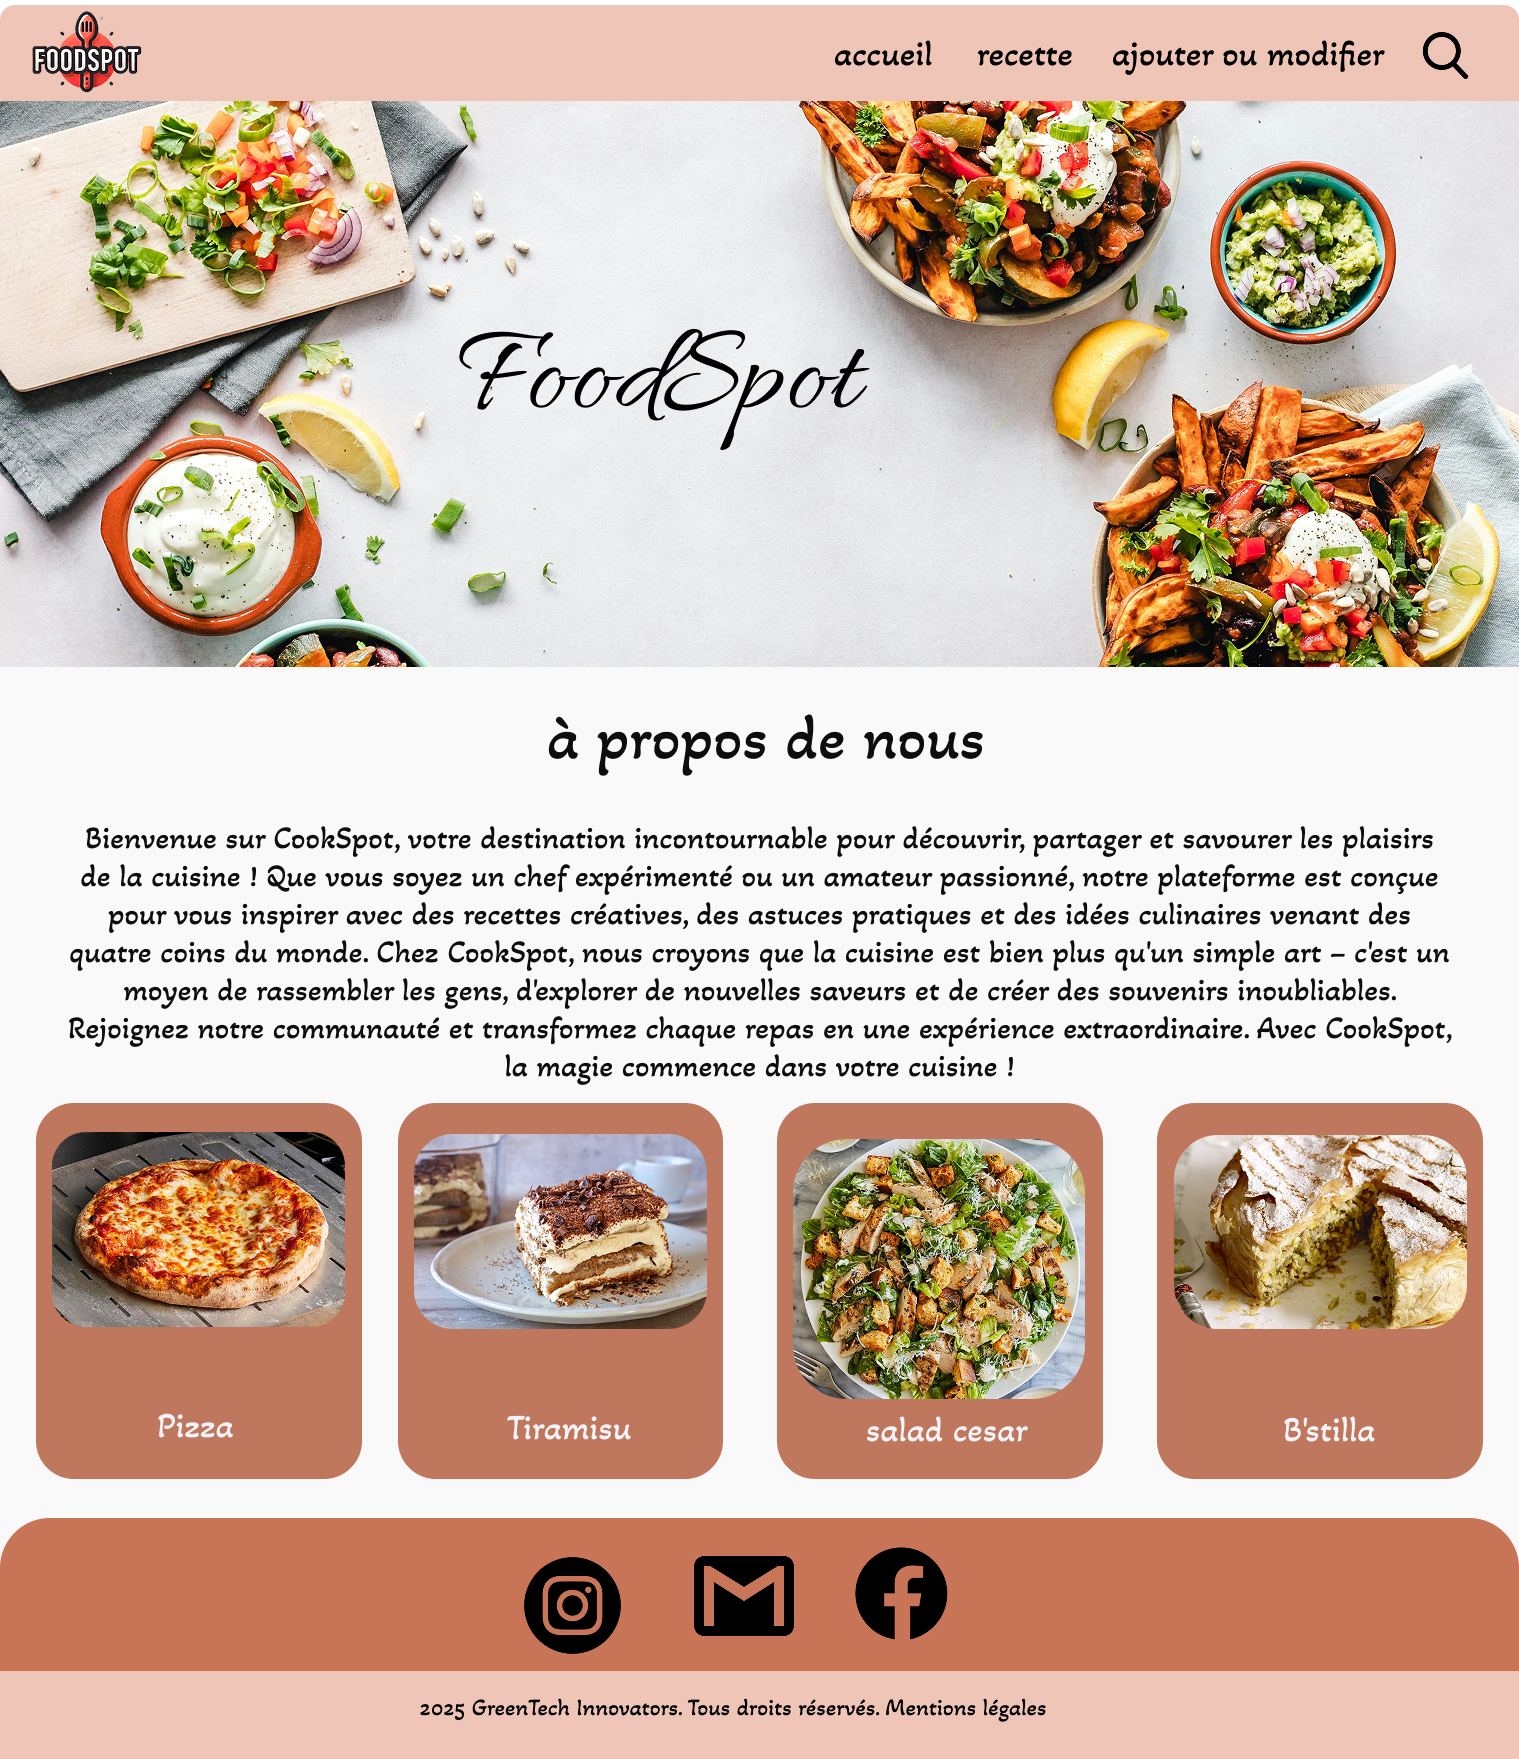 FOODSPOT
accueil recette ajouter ou modifier
FoodSpot
à propos de nous
Bienvenue sur CookSpot, votre destination incontournable pour découvrir, partager et savourer les plaisirs
de la cuisine ! Que vous soyez un chef expérimenté ou un amateur passionné, notre plateforme est conçue
pour vous inspirer avec des recettes créatives, des astuces pratiques et des idées culinaires venant des
quatre coins du monde. Chez CookSpot, nous croyons que la cuisine est bien plus qu'un simple art – c'est un
moyen de rassembler les gens, d'explorer de nouvelles saveurs et de créer des souvenirs inoubliables.
Rejoignez notre communauté et transformez chaque repas en une expérience extraordinaire. Avec CookSpot,
la magie commence dans votre cuisine !
Pizza
Tiramisu
salad cesar
B'stilla
2025 GreenTech Innovators. Tous droits réservés. Mentions légales